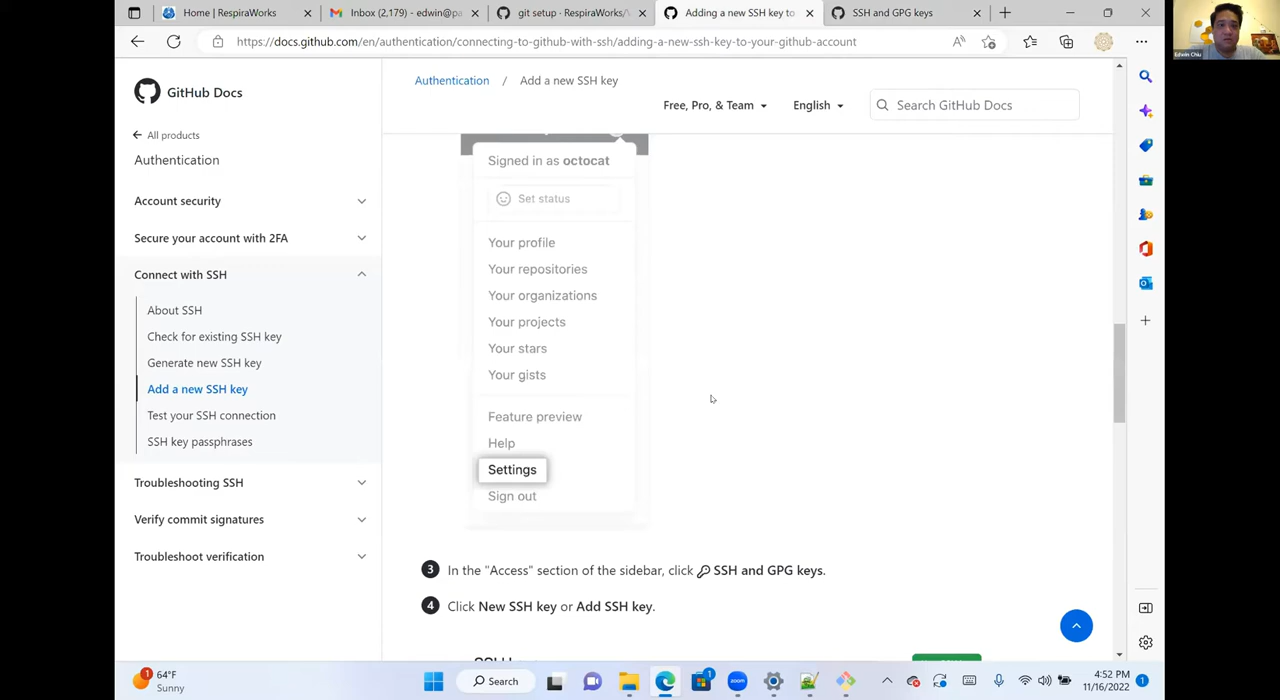 Home | RespiraWorks
Inbox (2,179) - edwin@pa
git setup · RespiraWorks/V
Adding a new SSH key to
SSH and GPG keys
https://docs.github.com/en/authentication/connecting-to-github-with-ssh/adding-a-new-ssh-key-to-your-github-account
Edwin Chiu
GitHub Docs
Authentication / Add a new SSH key
Free, Pro, & Team
English
Search GitHub Docs
All products
Authentication
Account security
Secure your account with 2FA
Connect with SSH
About SSH
Check for existing SSH key
Generate new SSH key
Add a new SSH key
Test your SSH connection
SSH key passphrases
Troubleshooting SSH
Verify commit signatures
Troubleshoot verification
Signed in as octocat
Set status
Your profile
Your repositories
Your organizations
Your projects
Your stars
Your gists
Feature preview
Help
Settings
Sign out
3 In the "Access" section of the sidebar, click SSH and GPG keys.
4 Click New SSH key or Add SSH key.
1
64°F
Sunny
Search
1
zoom
4:52 PM
11/16/2022
1